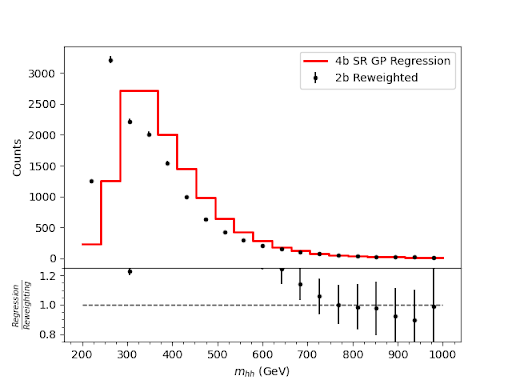 4b SR GP Regression
2b Reweighted
Counts
3000
2500
2000
1500
1000
500
0
Regression
Reweighting
1.2
1.0
0.8
200 300 400 500 600 700 800 900 1000
m_hh (GeV)